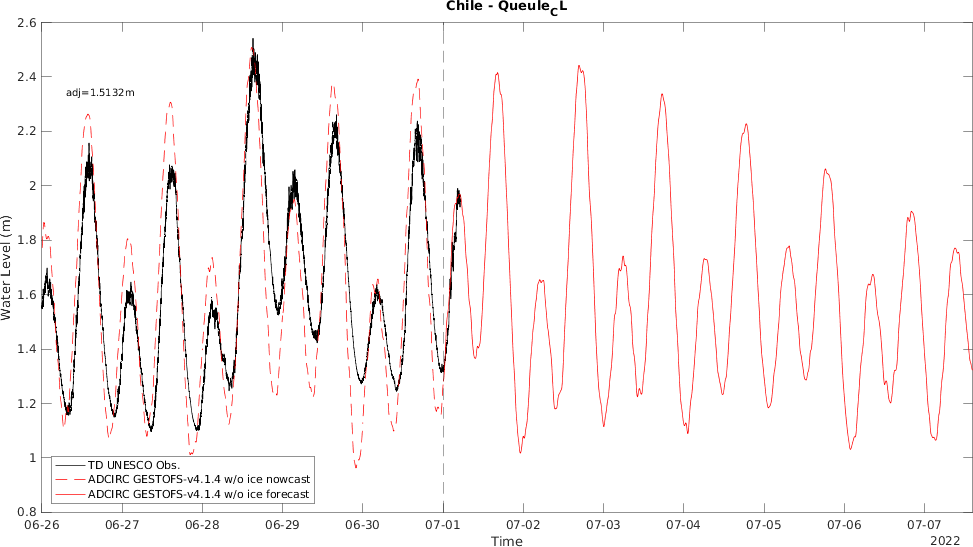 Chile - Queule_CL
2.6
2.4
adj=1.5132m
2.2
2
1.8
Water Level (m)
1.6
1.4
1.2
1
0.8
TD UNESCO Obs.
ADCIRC GESTOFS-v4.1.4 w/o ice nowcast
ADCIRC GESTOFS-v4.1.4 w/o ice forecast
06-26 06-27 06-28 06-29 06-30 07-01 07-02 07-03 07-04 07-05 07-06 07-07
Time
2022